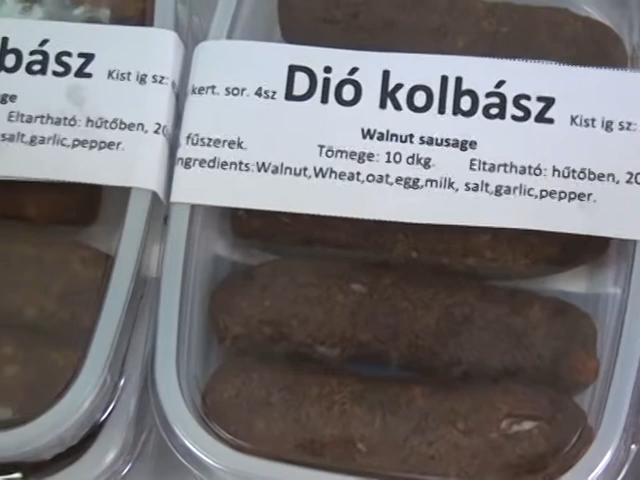 bász Kist ig sz:
ge
Eltartható: hűtőben, 20
salt,garlic,pepper.
kert. sor. 4sz Dió kolbász Kist ig sz:
Walnut sausage
fűszerek. Tömege: 10 dkg. Eltartható: hűtőben, 20
ngredients:Walnut,Wheat,oat,egg,milk, salt,garlic,pepper.